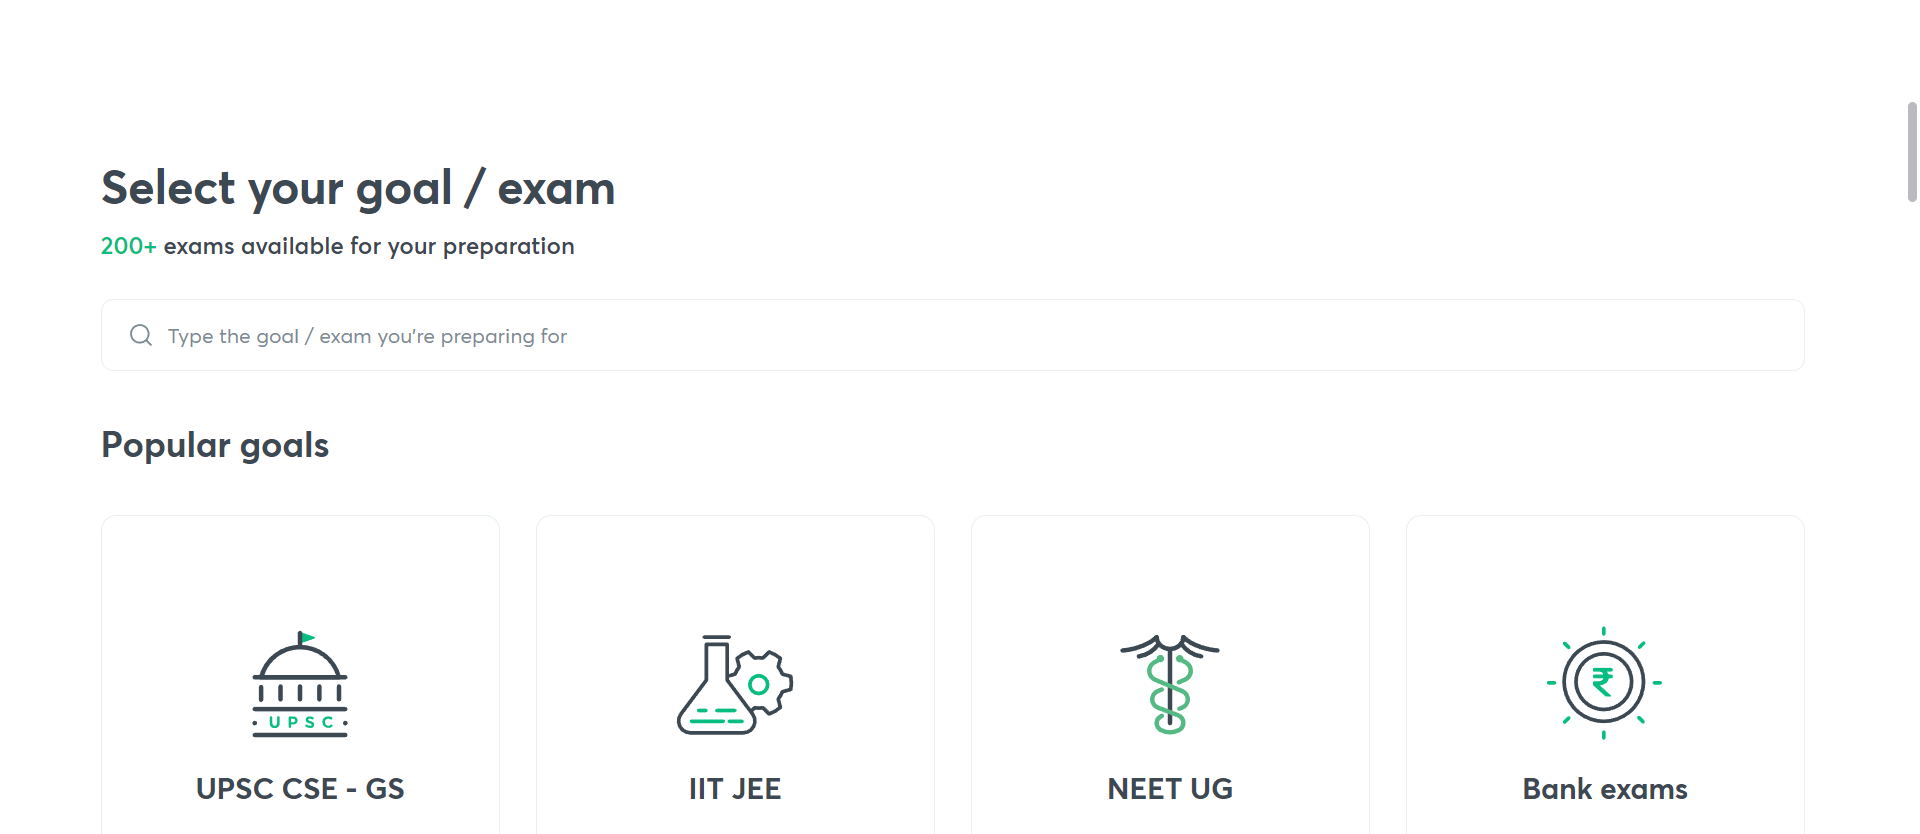 Select your goal / exam
200+ exams available for your preparation
Type the goal / exam you're preparing for
Popular goals
UPSC
UPSC CSE - GS
IIT JEE
NEET UG
₹
Bank exams